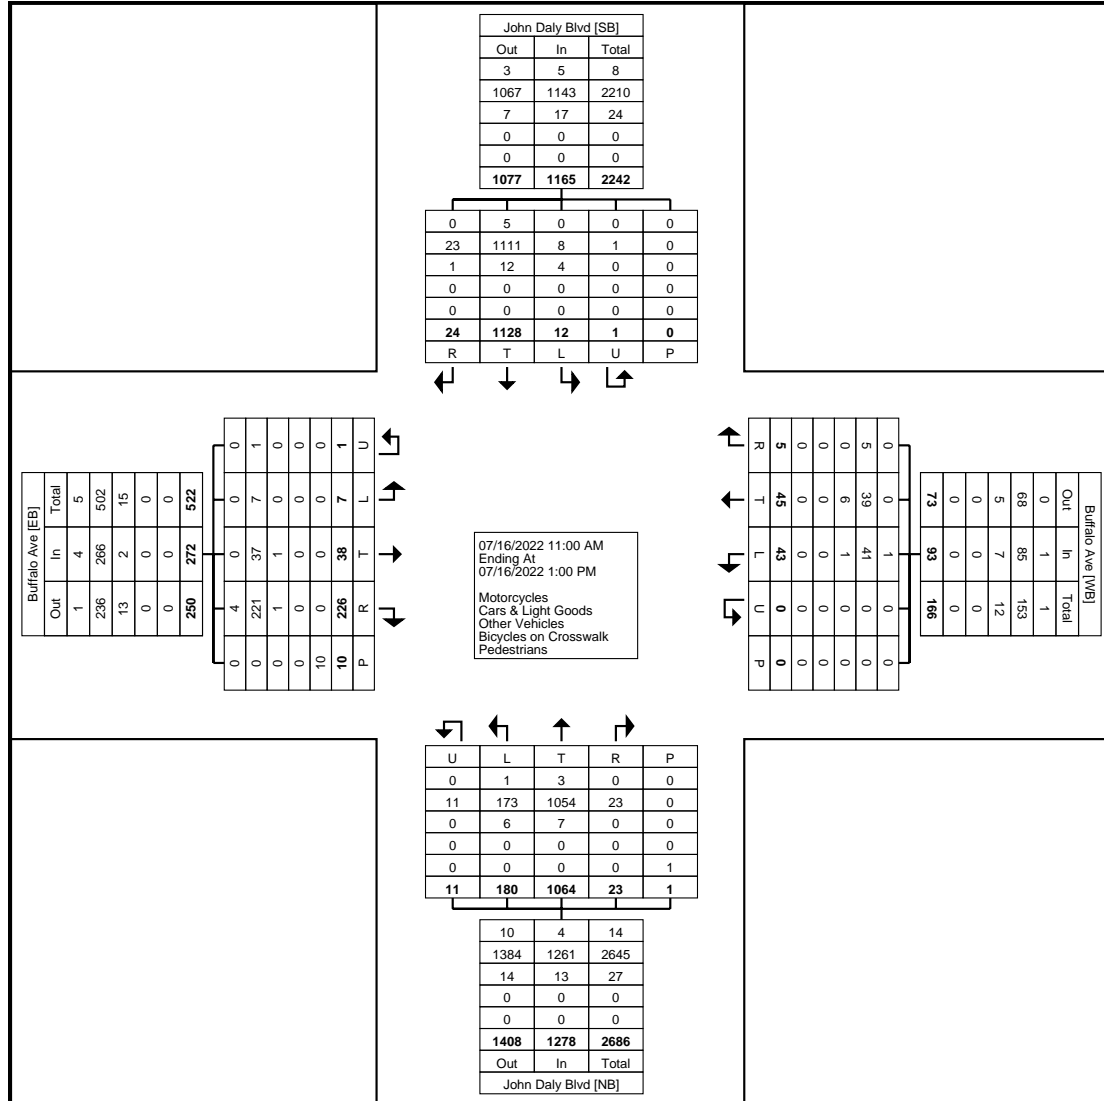 John Daly Blvd [SB]
Out In Total
3 5 8
1067 1143 2210
7 17 24
0 0 0
0 0 0
1077 1165 2242
0 5 0 0 0
23 1111 8 1 0
1 12 4 0 0
0 0 0 0 0
0 0 0 0 0
24 1128 12 1 0
R T L U P
Buffalo Ave [EB]
Total In Out
5 4 1
502 266 236
15 2 13
0 0 0
0 0 0
522 272 250
0 0 0 4 0
1 7 37 221 0
0 0 1 1 0
0 0 0 0 0
0 0 0 0 10
1 7 38 226 10
U L T R P
07/16/2022 11:00 AM
Ending At
07/16/2022 1:00 PM
Motorcycles
Cars & Light Goods
Other Vehicles
Bicycles on Crosswalk
Pedestrians
Buffalo Ave [WB]
Out In Total
0 1 1
68 85 153
5 7 12
0 0 0
0 0 0
73 93 166
0 0 1 0 0
5 39 41 0 0
0 6 1 0 0
0 0 0 0 0
0 0 0 0 0
5 45 43 0 0
R T L U P
U L T R P
0 1 3 0 0
11 173 1054 23 0
0 6 7 0 0
0 0 0 0 0
0 0 0 0 1
11 180 1064 23 1
10 4 14
1384 1261 2645
14 13 27
0 0 0
0 0 0
1408 1278 2686
Out In Total
John Daly Blvd [NB]